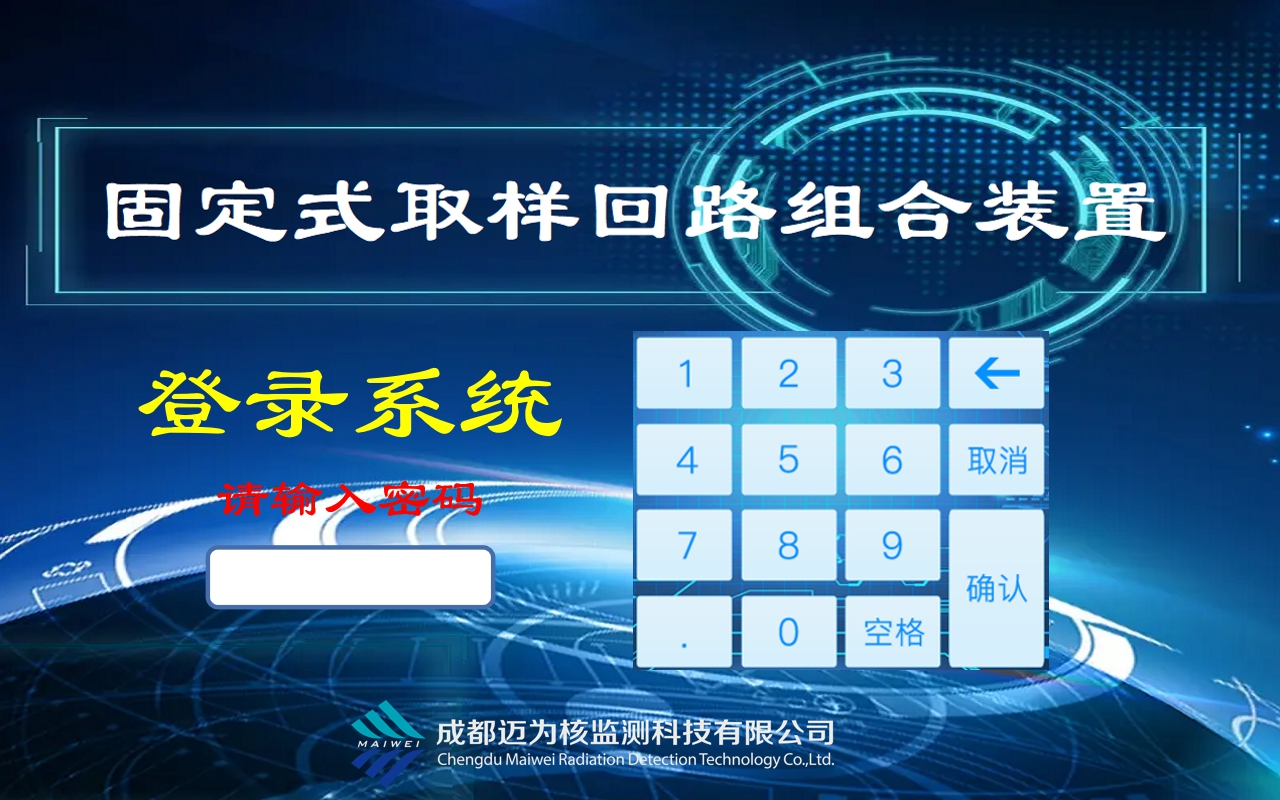 固定式取样回路组合装置
登录系统
请输入密码
1 2 3 ←
4 5 6 取消
7 8 9 确认
. 0 空格
MAIWEI
成都迈为核监测科技有限公司
Chengdu Maiwei Radiation Detection Technology Co.,Ltd.